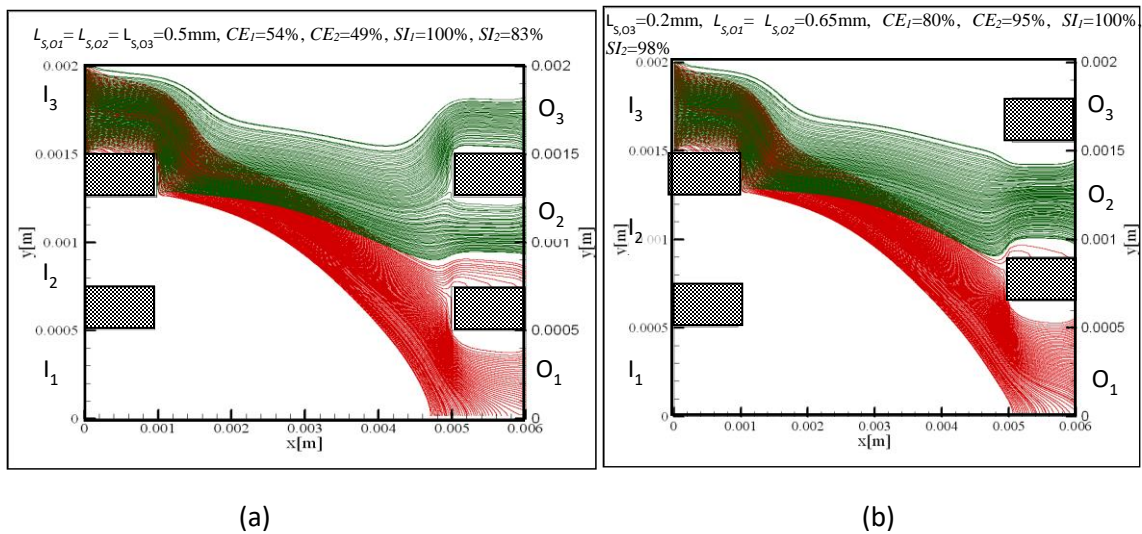 L_S,O1= L_S,O2= L_S,O3=0.5mm, CE1=54%, CE2=49%, SI1=100%, SI2=83%
0.002
0.002
I3
O3
0.0015
0.0015
O2
y[m]
0.001
0.001
y[m]
I2
0.0005
0.0005
I1
O1
0
0
0
0.001
0.002
0.003
0.004
0.005
0.006
x[m]
(a)
L_S,O3=0.2mm, L_S,O1= L_S,O2=0.65mm, CE1=80%, CE2=95%, SI1=100%,
SI2=98%
0.002
0.002
I3
O3
0.0015
0.0015
I2
O2
y[m]
0.001
0.001
y[m]
0.0005
0.0005
I1
O1
0
0
0
0.001
0.002
0.003
0.004
0.005
0.006
x[m]
(b)